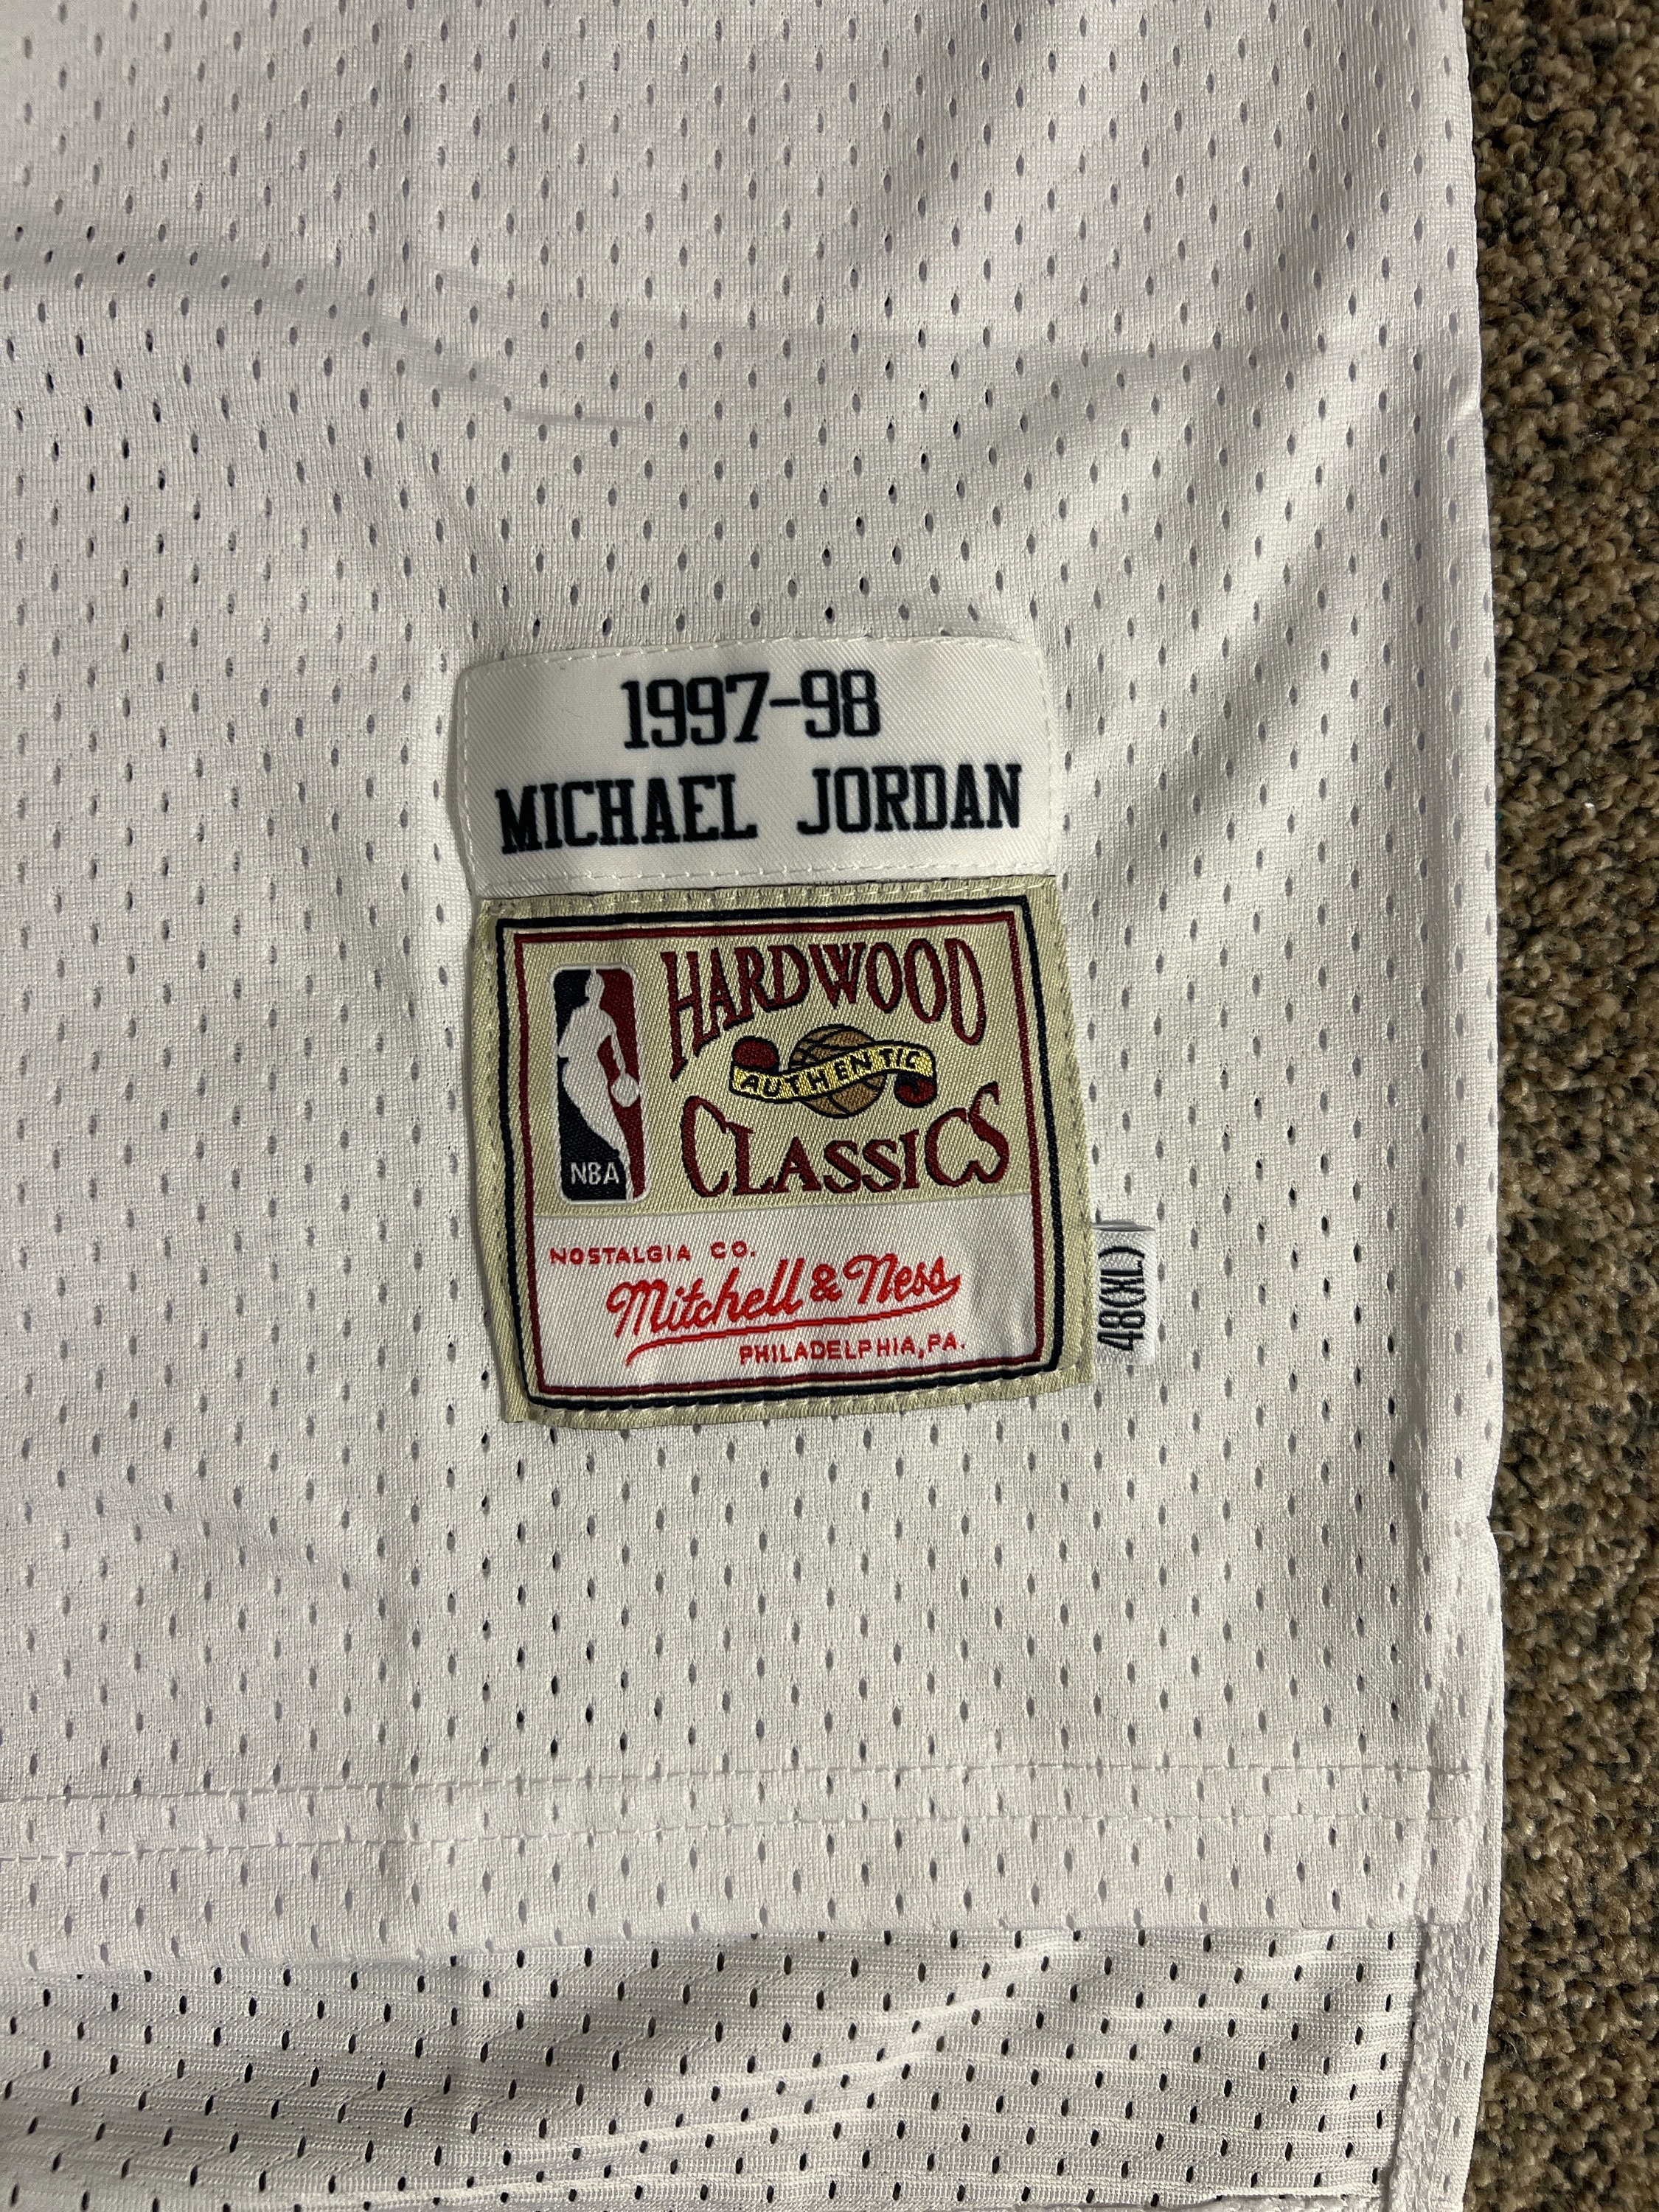 1997-98
MICHAEL JORDAN
HARDWOOD
AUTHENTIC
CLASSICS
NBA
NOSTALGIA CO.
Mitchell & Ness
PHILADELPHIA, PA.
48(XL)